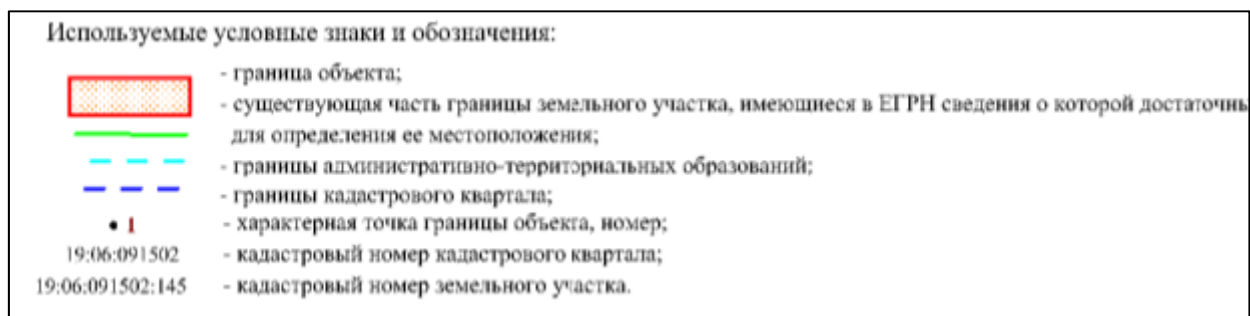 Используемые условные знаки и обозначения:
- граница объекта;
- существующая часть границы земельного участка, имеющиеся в ЕГРН сведения о которой достаточны
для определения ее местоположения;
- границы административно-территориальных образований;
- границы кадастрового квартала;
1 - характерная точка границы объекта, номер;
19:06:091502 - кадастровый номер кадастрового квартала;
19:06:091502:145 - кадастровый номер земельного участка.